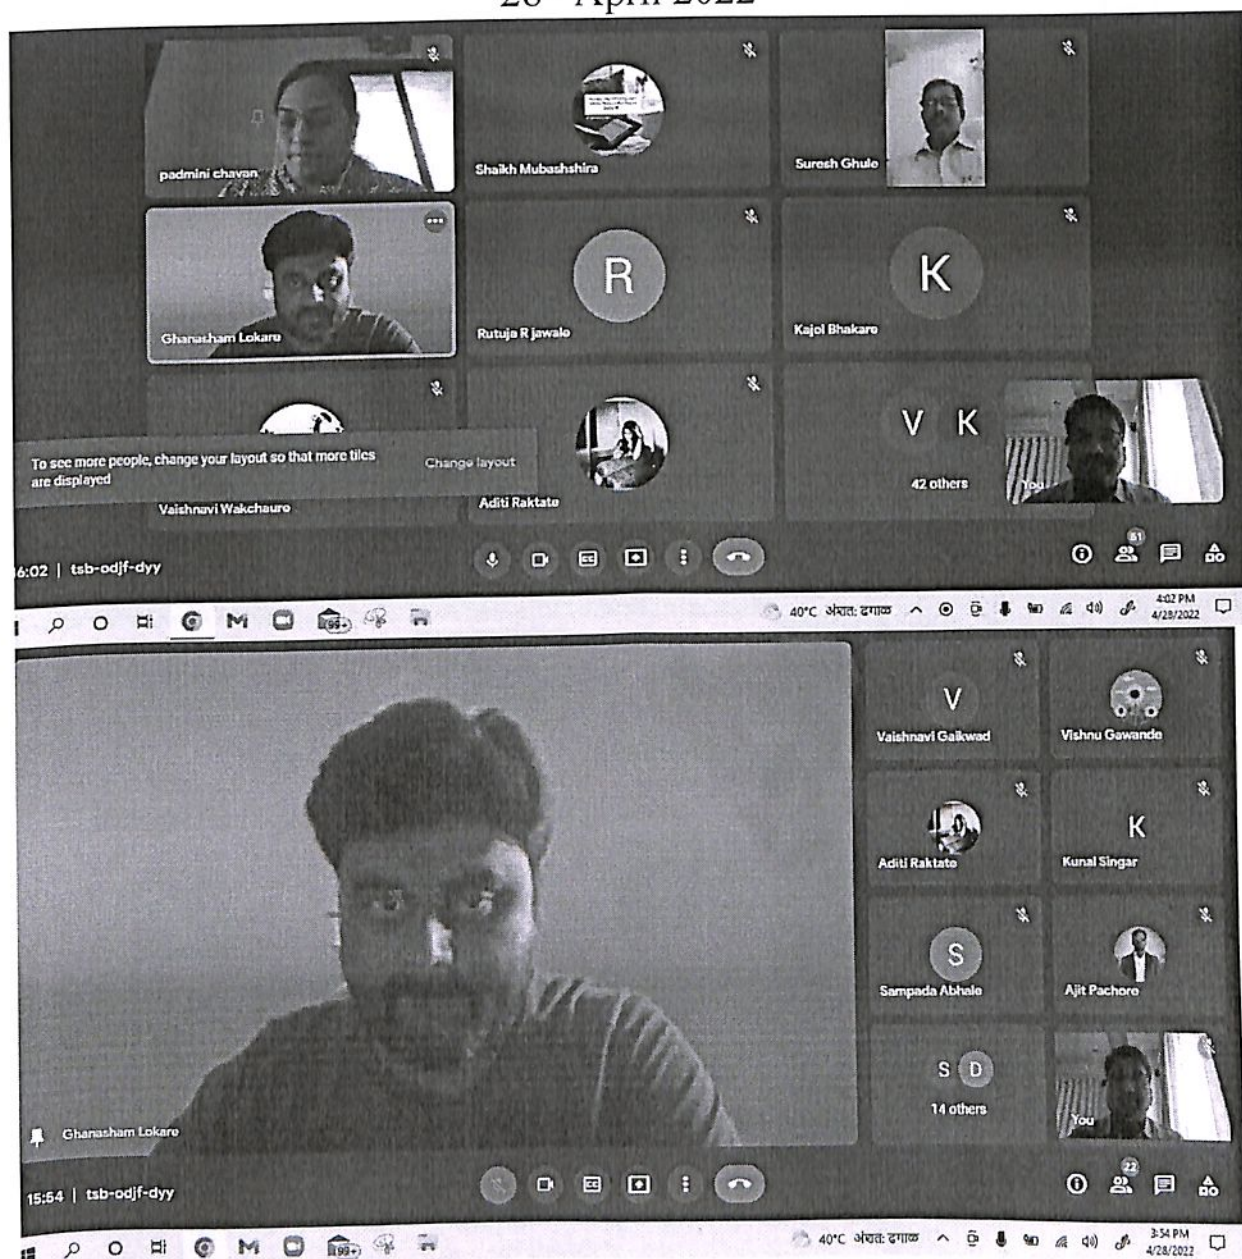 28 April 2022
padmini chavan
Shaikh Mubashshira
Suresh Ghule
Ghanasham Lokare
R
Rutuja R jawale
K
Kajol Bhakare
V K
42 others
You
To see more people, change your layout so that more tiles
are displayed
Change layout
Vaishnavi Wakchaure
Aditi Raktate
16:02 | tsb-odjf-dyy
51
99+
40°C अंशत: ढगाळ
4:02 PM
4/28/2022
V
Vaishnavi Gaikwad
Vishnu Gawande
Aditi Raktate
K
Kunal Singar
S
Sampada Abhale
Ajit Pachore
S D
14 others
You
Ghanasham Lokare
15:54 | tsb-odjf-dyy
22
99+
40°C अंशत: ढगाळ
3:54 PM
4/28/2022